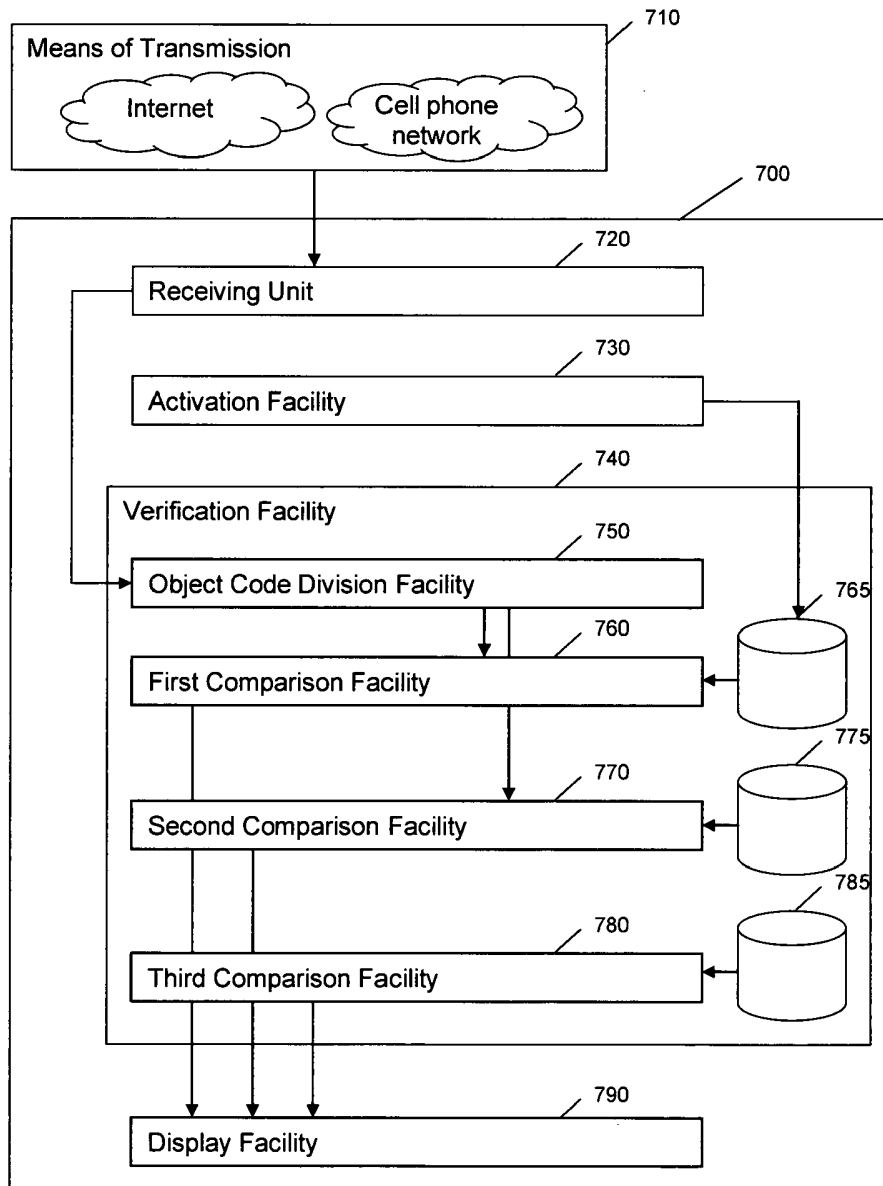 710
Means of Transmission
Internet
Cell phone
network
700
720
Receiving Unit
730
Activation Facility
740
Verification Facility
750
Object Code Division Facility
765
760
First Comparison Facility
775
770
Second Comparison Facility
785
780
Third Comparison Facility
790
Display Facility